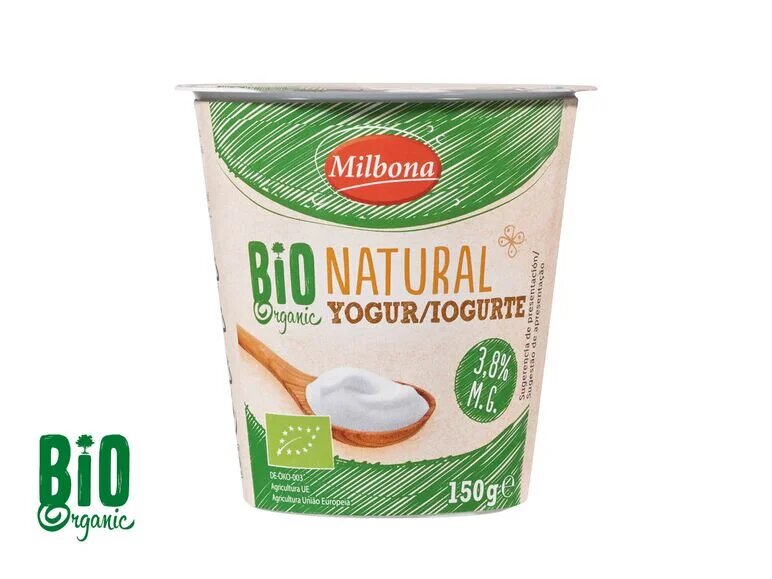 Milbona
BiO
Organic
NATURAL
YOGUR/IOGURTE
Sugerencia de presentación/
Sugestão de apresentação
3,8%
M.G.
DE-ÖKO-003
Agricultura UE
Agricultura União Europeia
150g℮
BiO
Organic